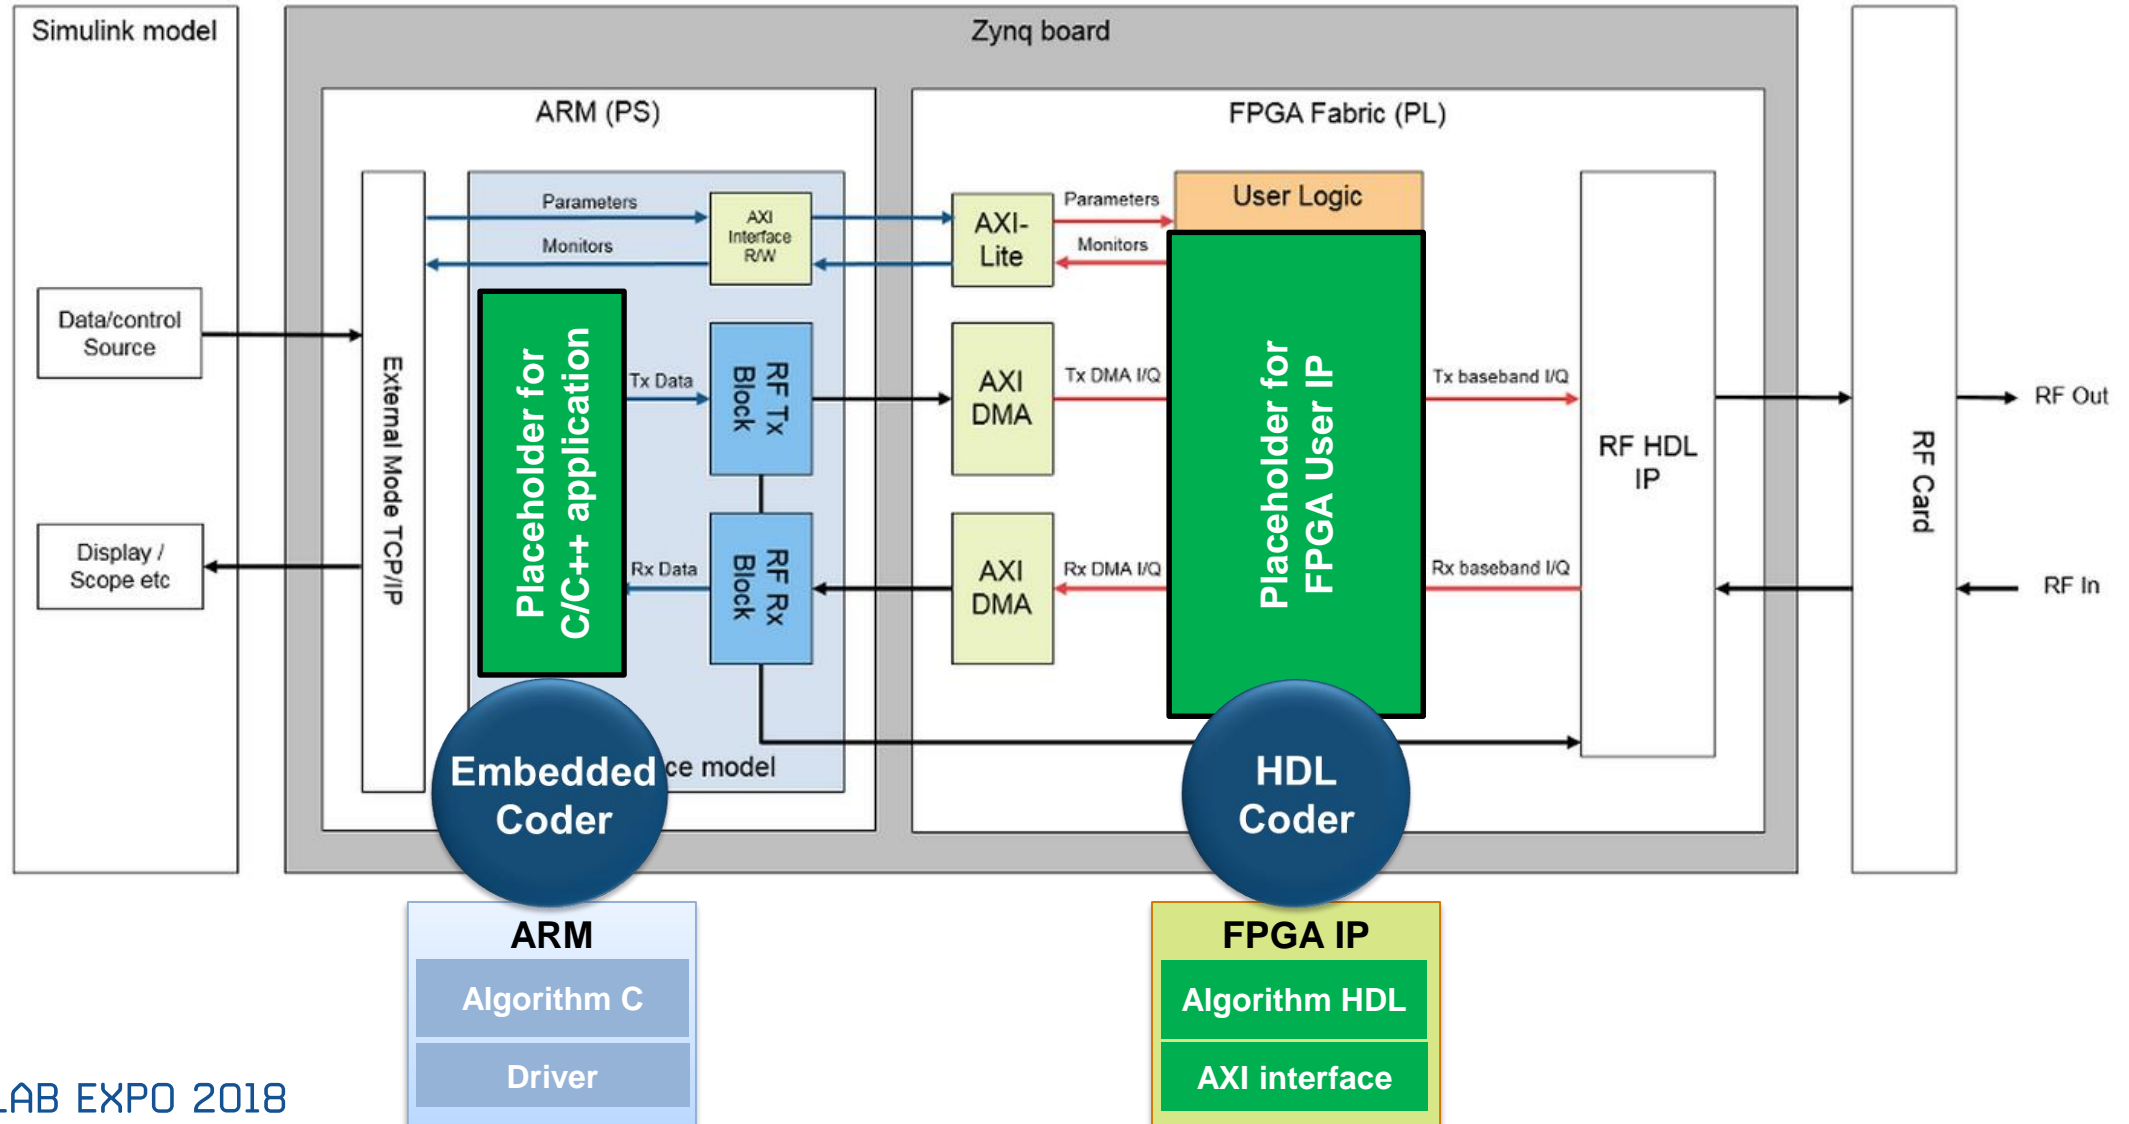 Simulink model
Zynq board
ARM (PS)
FPGA Fabric (PL)
Data/control
Source
Display /
Scope etc
External Mode TCP/IP
Parameters
Monitors
AXI
Interface
R/W
Placeholder for
C/C++ application
Tx Data
RF Tx
Block
Rx Data
RF Rx
Block
ce model
AXI-
Lite
Parameters
Monitors
User Logic
AXI
DMA
Tx DMA I/Q
AXI
DMA
Rx DMA I/Q
Placeholder for
FPGA User IP
Tx baseband I/Q
Rx baseband I/Q
RF HDL
IP
RF Card
RF Out
RF In
Embedded
Coder
HDL
Coder
ARM
Algorithm C
Driver
FPGA IP
Algorithm HDL
AXI interface
LAB EXPO 2018